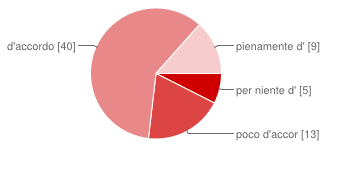 d'accordo [40]
pienamente d' [9]
per niente d' [5]
poco d'accor [13]